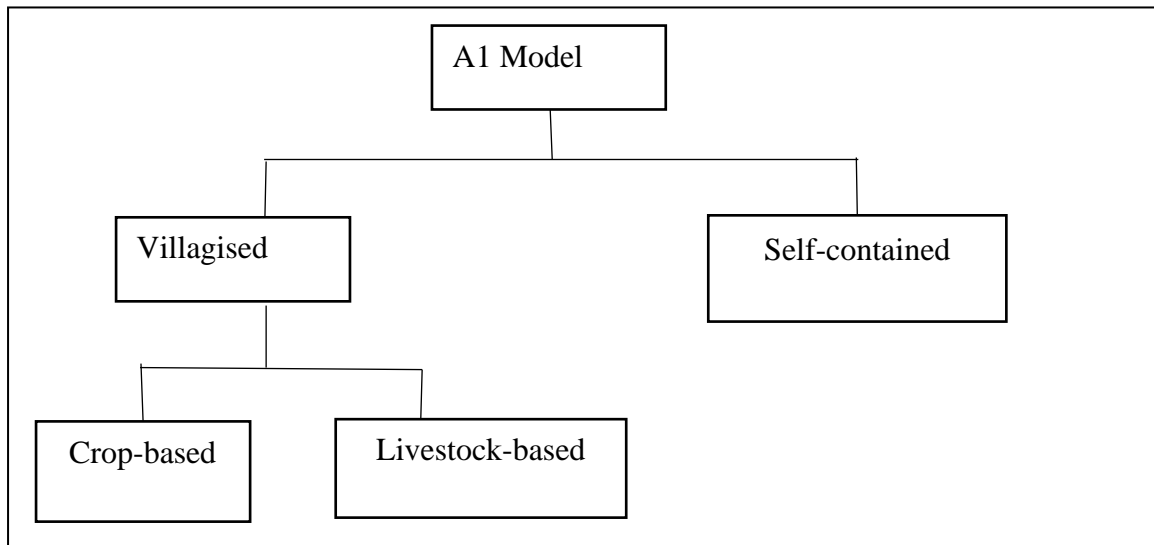 A1 Model
Villagised
Self-contained
Crop-based
Livestock-based